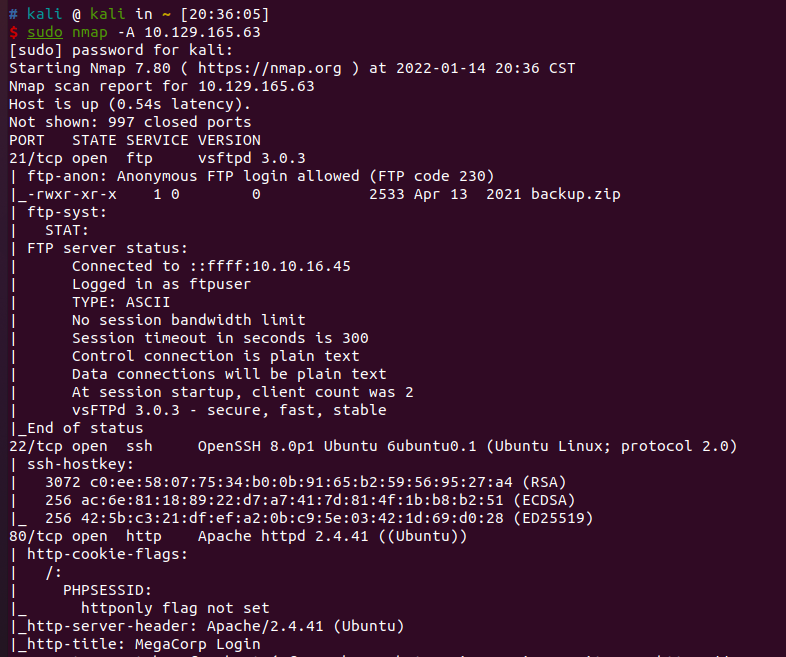 # kali @ kali in ~ [20:36:05]
$ sudo nmap -A 10.129.165.63
[sudo] password for kali:
Starting Nmap 7.80 ( https://nmap.org ) at 2022-01-14 20:36 CST
Nmap scan report for 10.129.165.63
Host is up (0.54s latency).
Not shown: 997 closed ports
PORT   STATE SERVICE VERSION
21/tcp open  ftp     vsftpd 3.0.3
| ftp-anon: Anonymous FTP login allowed (FTP code 230)
|_-rwxr-xr-x    1 0        0            2533 Apr 13  2021 backup.zip
| ftp-syst:
|   STAT:
| FTP server status:
|      Connected to ::ffff:10.10.16.45
|      Logged in as ftpuser
|      TYPE: ASCII
|      No session bandwidth limit
|      Session timeout in seconds is 300
|      Control connection is plain text
|      Data connections will be plain text
|      At session startup, client count was 2
|      vsFTPd 3.0.3 - secure, fast, stable
|_End of status
22/tcp open  ssh     OpenSSH 8.0p1 Ubuntu 6ubuntu0.1 (Ubuntu Linux; protocol 2.0)
| ssh-hostkey:
|   3072 c0:ee:58:07:75:34:b0:0b:91:65:b2:59:56:95:27:a4 (RSA)
|   256 ac:6e:81:18:89:22:d7:a7:41:7d:81:4f:1b:b8:b2:51 (ECDSA)
|_  256 42:5b:c3:21:df:ef:a2:0b:c9:5e:03:42:1d:69:d0:28 (ED25519)
80/tcp open  http    Apache httpd 2.4.41 ((Ubuntu))
| http-cookie-flags:
|   /:
|     PHPSESSID:
|_      httponly flag not set
|_http-server-header: Apache/2.4.41 (Ubuntu)
|_http-title: MegaCorp Login